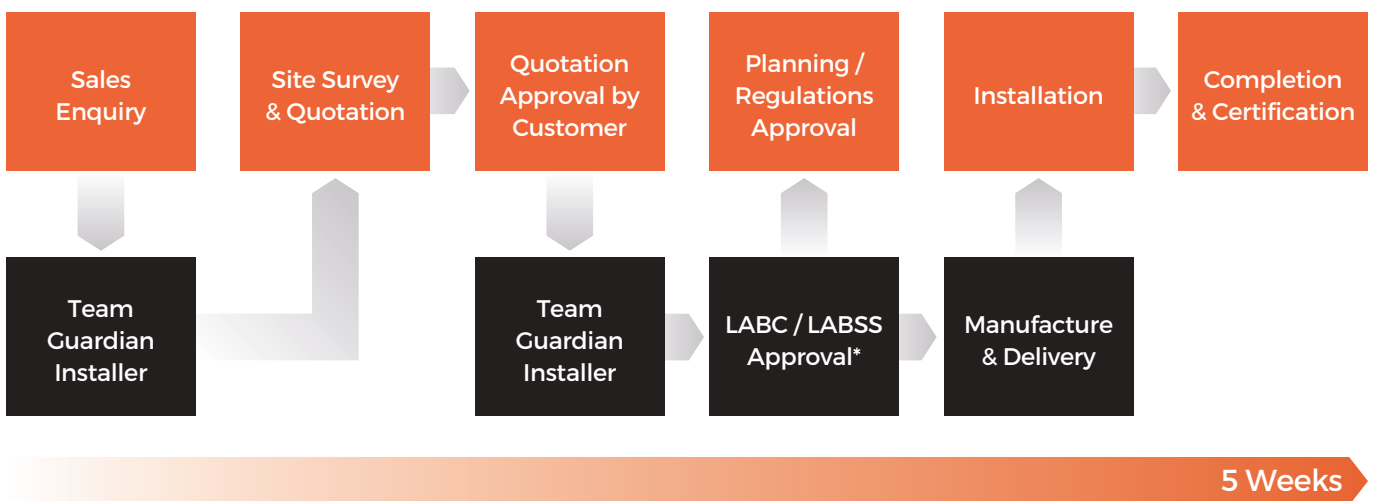 Sales
Enquiry
Site Survey
& Quotation
Quotation
Approval by
Customer
Planning /
Regulations
Approval
Installation
Completion
& Certification
Team
Guardian
Installer
Team
Guardian
Installer
LABC / LABSS
Approval*
Manufacture
& Delivery
5 Weeks